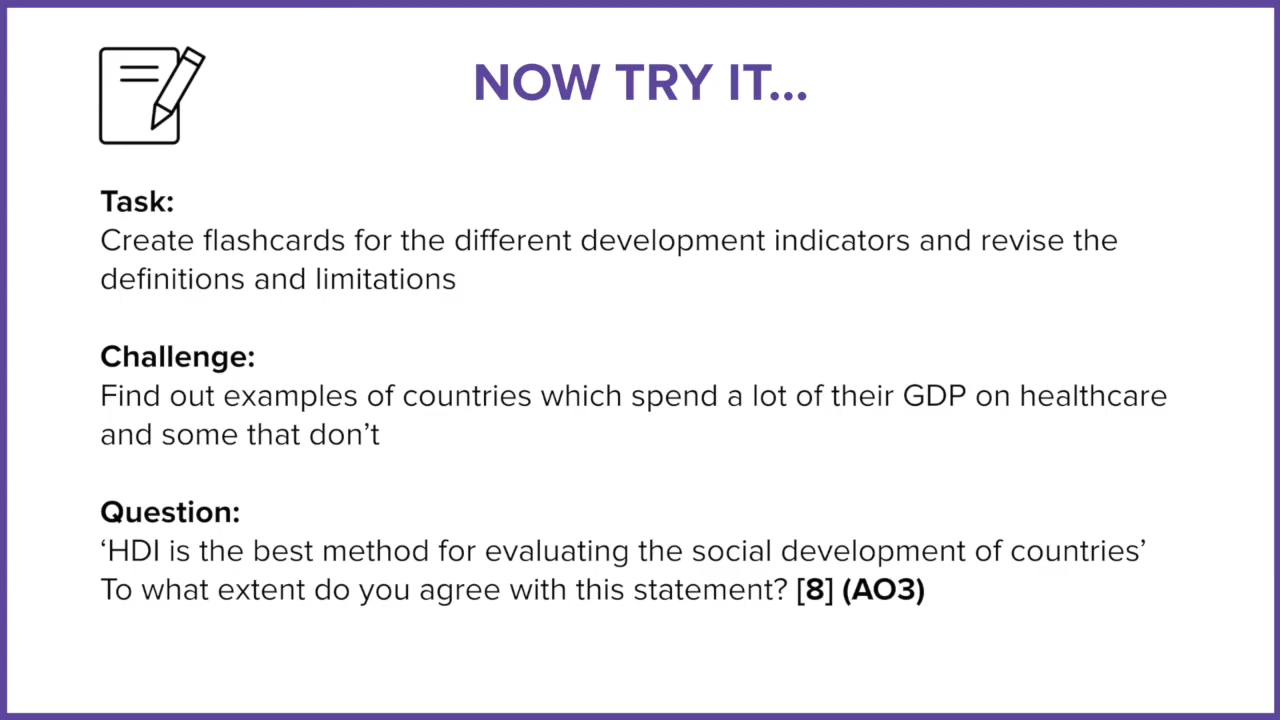 NOW TRY IT...
Task:
Create flashcards for the different development indicators and revise the
definitions and limitations
Challenge:
Find out examples of countries which spend a lot of their GDP on healthcare
and some that don’t
Question:
‘HDI is the best method for evaluating the social development of countries’
To what extent do you agree with this statement? [8] (AO3)